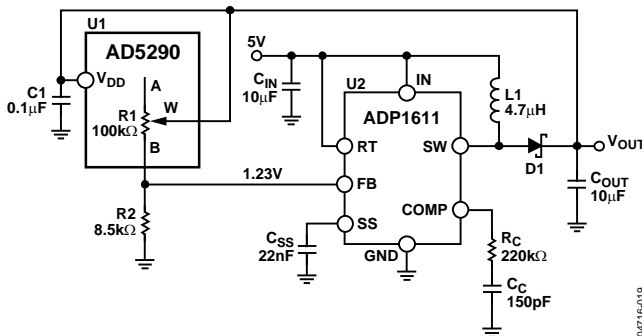 U1
AD5290
VDD
A
W
R1
100kΩ
B
C1
0.1µF
R2
8.5kΩ
1.23V
5V
CIN
10µF
U2
IN
ADP1611
RT
SW
FB
COMP
SS
GND
CSS
22nF
L1
4.7µH
D1
VOUT
COUT
10µF
RC
220kΩ
CC
150pF
04716-019